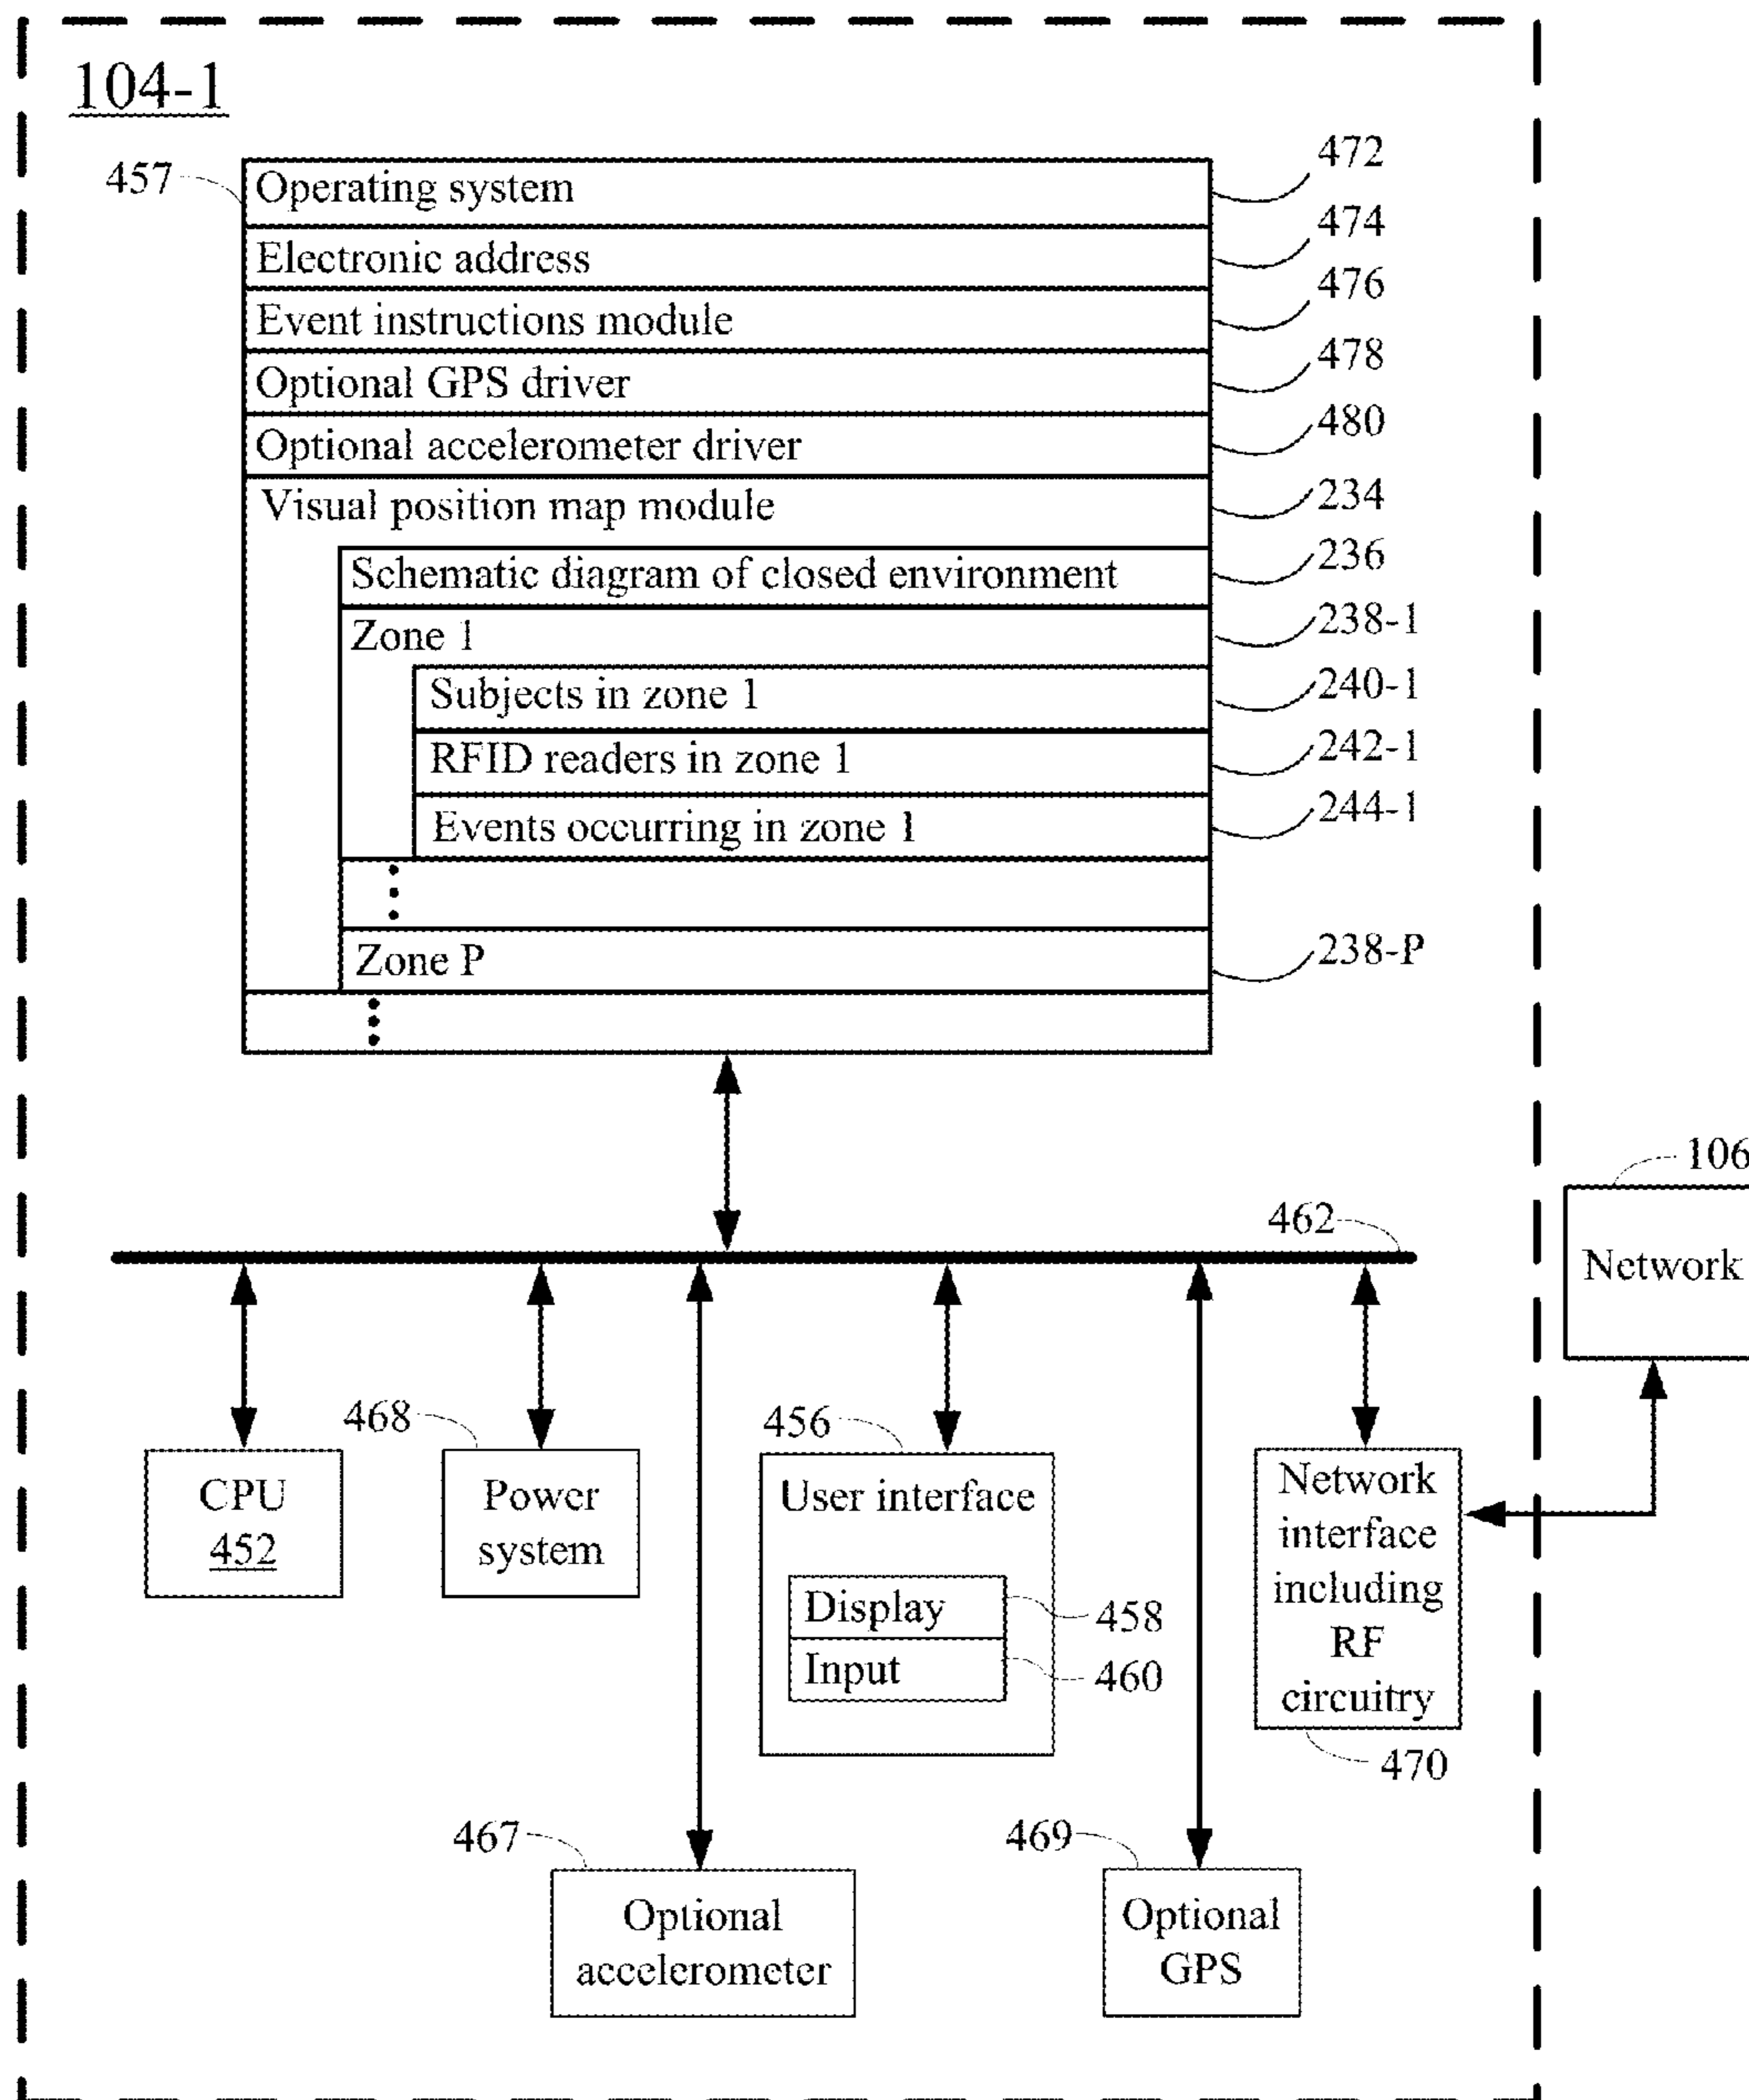 104-1
457
Operating system
472
Electronic address
474
Event instructions module
476
Optional GPS driver
478
Optional accelerometer driver
480
Visual position map module
234
Schematic diagram of closed environment
236
Zone 1
238-1
Subjects in zone 1
240-1
RFID readers in zone 1
242-1
Events occurring in zone 1
244-1
Zone P
238-P
106
462
Network
468
456
CPU
452
Power
system
User interface
Display
458
Input
460
Network
interface
including
RF
circuitry
470
467
469
Optional
accelerometer
Optional
GPS